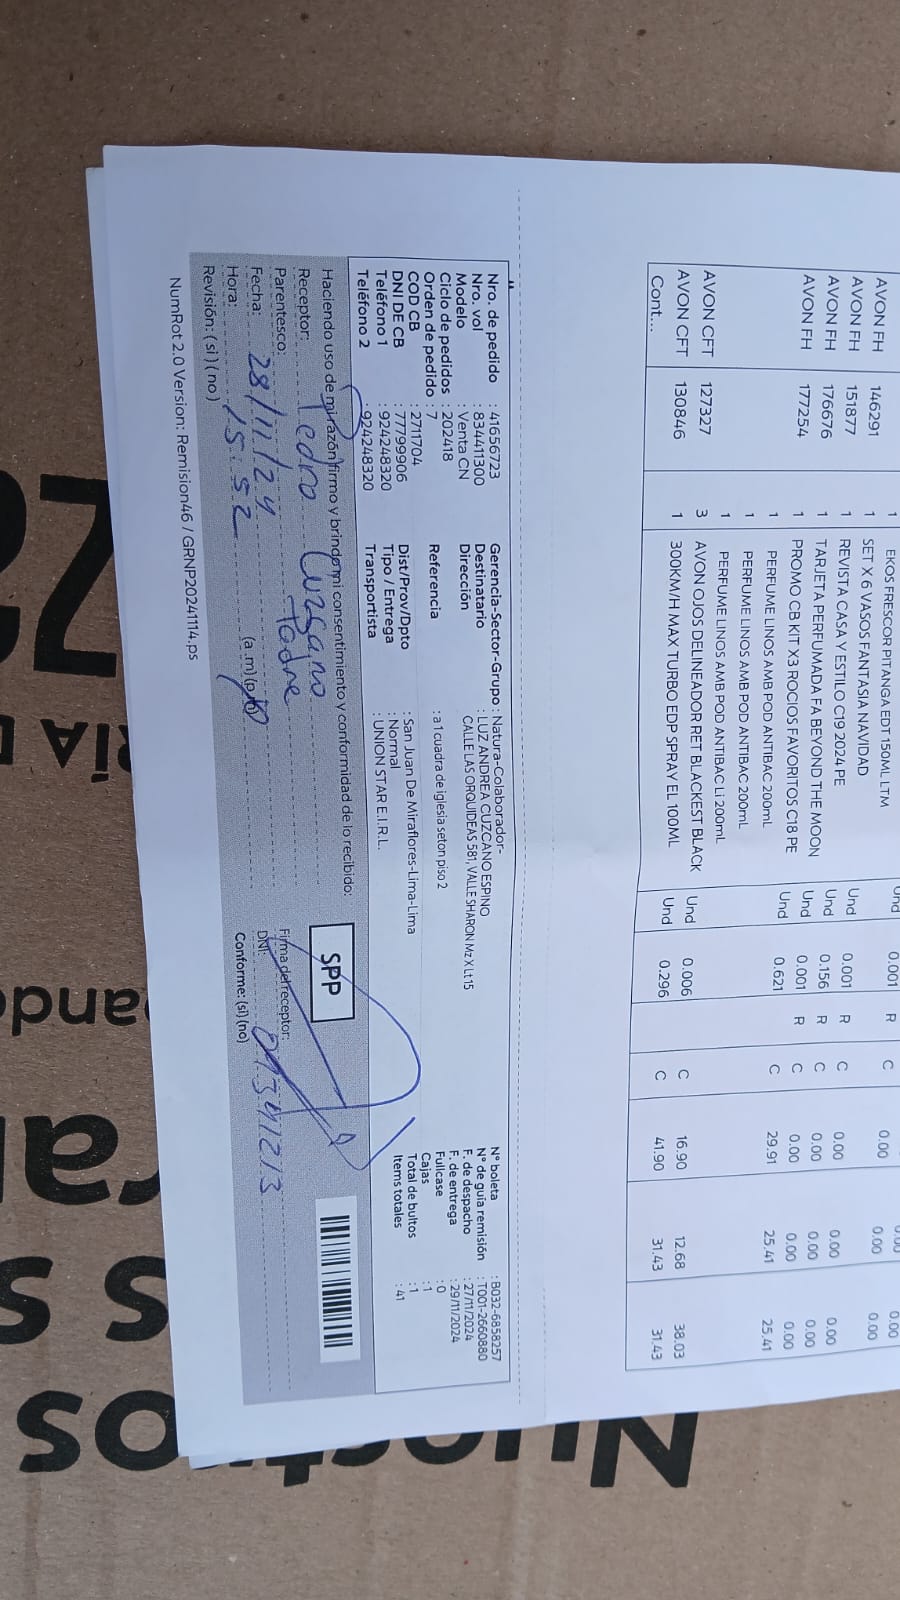 AVON FH 146291 1 EKOS FRESCOR PITANGA EDT 150ML LTM Und 0.001 R C 0.00 0.00 0.00
AVON FH 151877 1 SET X 6 VASOS FANTASIA NAVIDAD 0.00 0.00 0.00
AVON FH 176676 1 REVISTA CASA Y ESTILO C19 2024 PE Und 0.001 R C 0.00 0.00 0.00
AVON FH 177254 1 TARJETA PERFUMADA FA BEYOND THE MOON Und 0.156 R C 0.00 0.00 0.00
1 PROMO CB KIT X3 ROCIOS FAVORITOS C18 PE Und 0.001 R C 0.00 0.00 0.00
1 PERFUME LINOS AMB POD ANTIBAC 200mL Und 0.621 C 29.91 25.41 25.41
1 PERFUME LINOS AMB POD ANTIBAC 200mL
1 PERFUME LINOS AMB POD ANTIBAC Li 200mL
AVON CFT 127327 3 AVON OJOS DELINEADOR RET BLACKEST BLACK Und 0.006 C 16.90 12.68 38.03
AVON CFT 130846 1 300KM/H MAX TURBO EDP SPRAY EL 100ML Und 0.296 C 41.90 31.43 31.43
Cont...
Nro. de pedido : 41656723 Gerencia-Sector-Grupo : Natura-Colaborador- N° boleta : B032-6858257
Nro. vol : 834411300 Destinatario : LUZ ANDREA CUZCANO ESPINO N° de guía remisión : T001-2660880
Modelo : Venta CN Dirección CALLE LAS ORQUIDEAS 581, VALLE SHARON Mz X Lt 15 F. de despacho : 27/11/2024
Ciclo de pedidos : 202418 F. de entrega : 29/11/2024
Orden de pedido : 7 Referencia : a 1 cuadra de iglesia seton piso 2 Fullcase : 0
COD CB : 2711704 Cajas : 1
DNI DE CB : 77799906 Dist/Prov/Dpto : San Juan De Miraflores-Lima-Lima Total de bultos : 1
Teléfono 1 : 924248320 Tipo / Entrega : Normal Items totales : 41
Teléfono 2 : 924248320 Transportista : UNION STAR E.I.R.L.
Haciendo uso de mi razón firmo y brindo mi consentimiento y conformidad de lo recibido: SPP
Receptor: Pedro Cuzcano
Parentesco: Padre Firma del receptor:
Fecha: 28/11/24 DNI:
Hora: 15:52 (a.m) Conforme: (si) (no)
Revisión: (si) (no)
NumRot 2.0 Version: Remision46 / GRNP20241114.ps
Nuestros